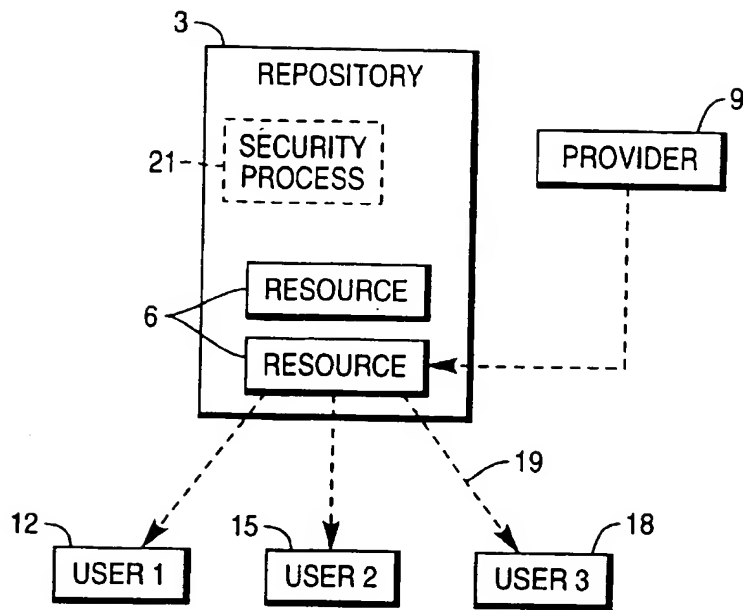 3
REPOSITORY
9
21
SECURITY
PROCESS
PROVIDER
6
RESOURCE
RESOURCE
19
12
15
18
USER 1
USER 2
USER 3